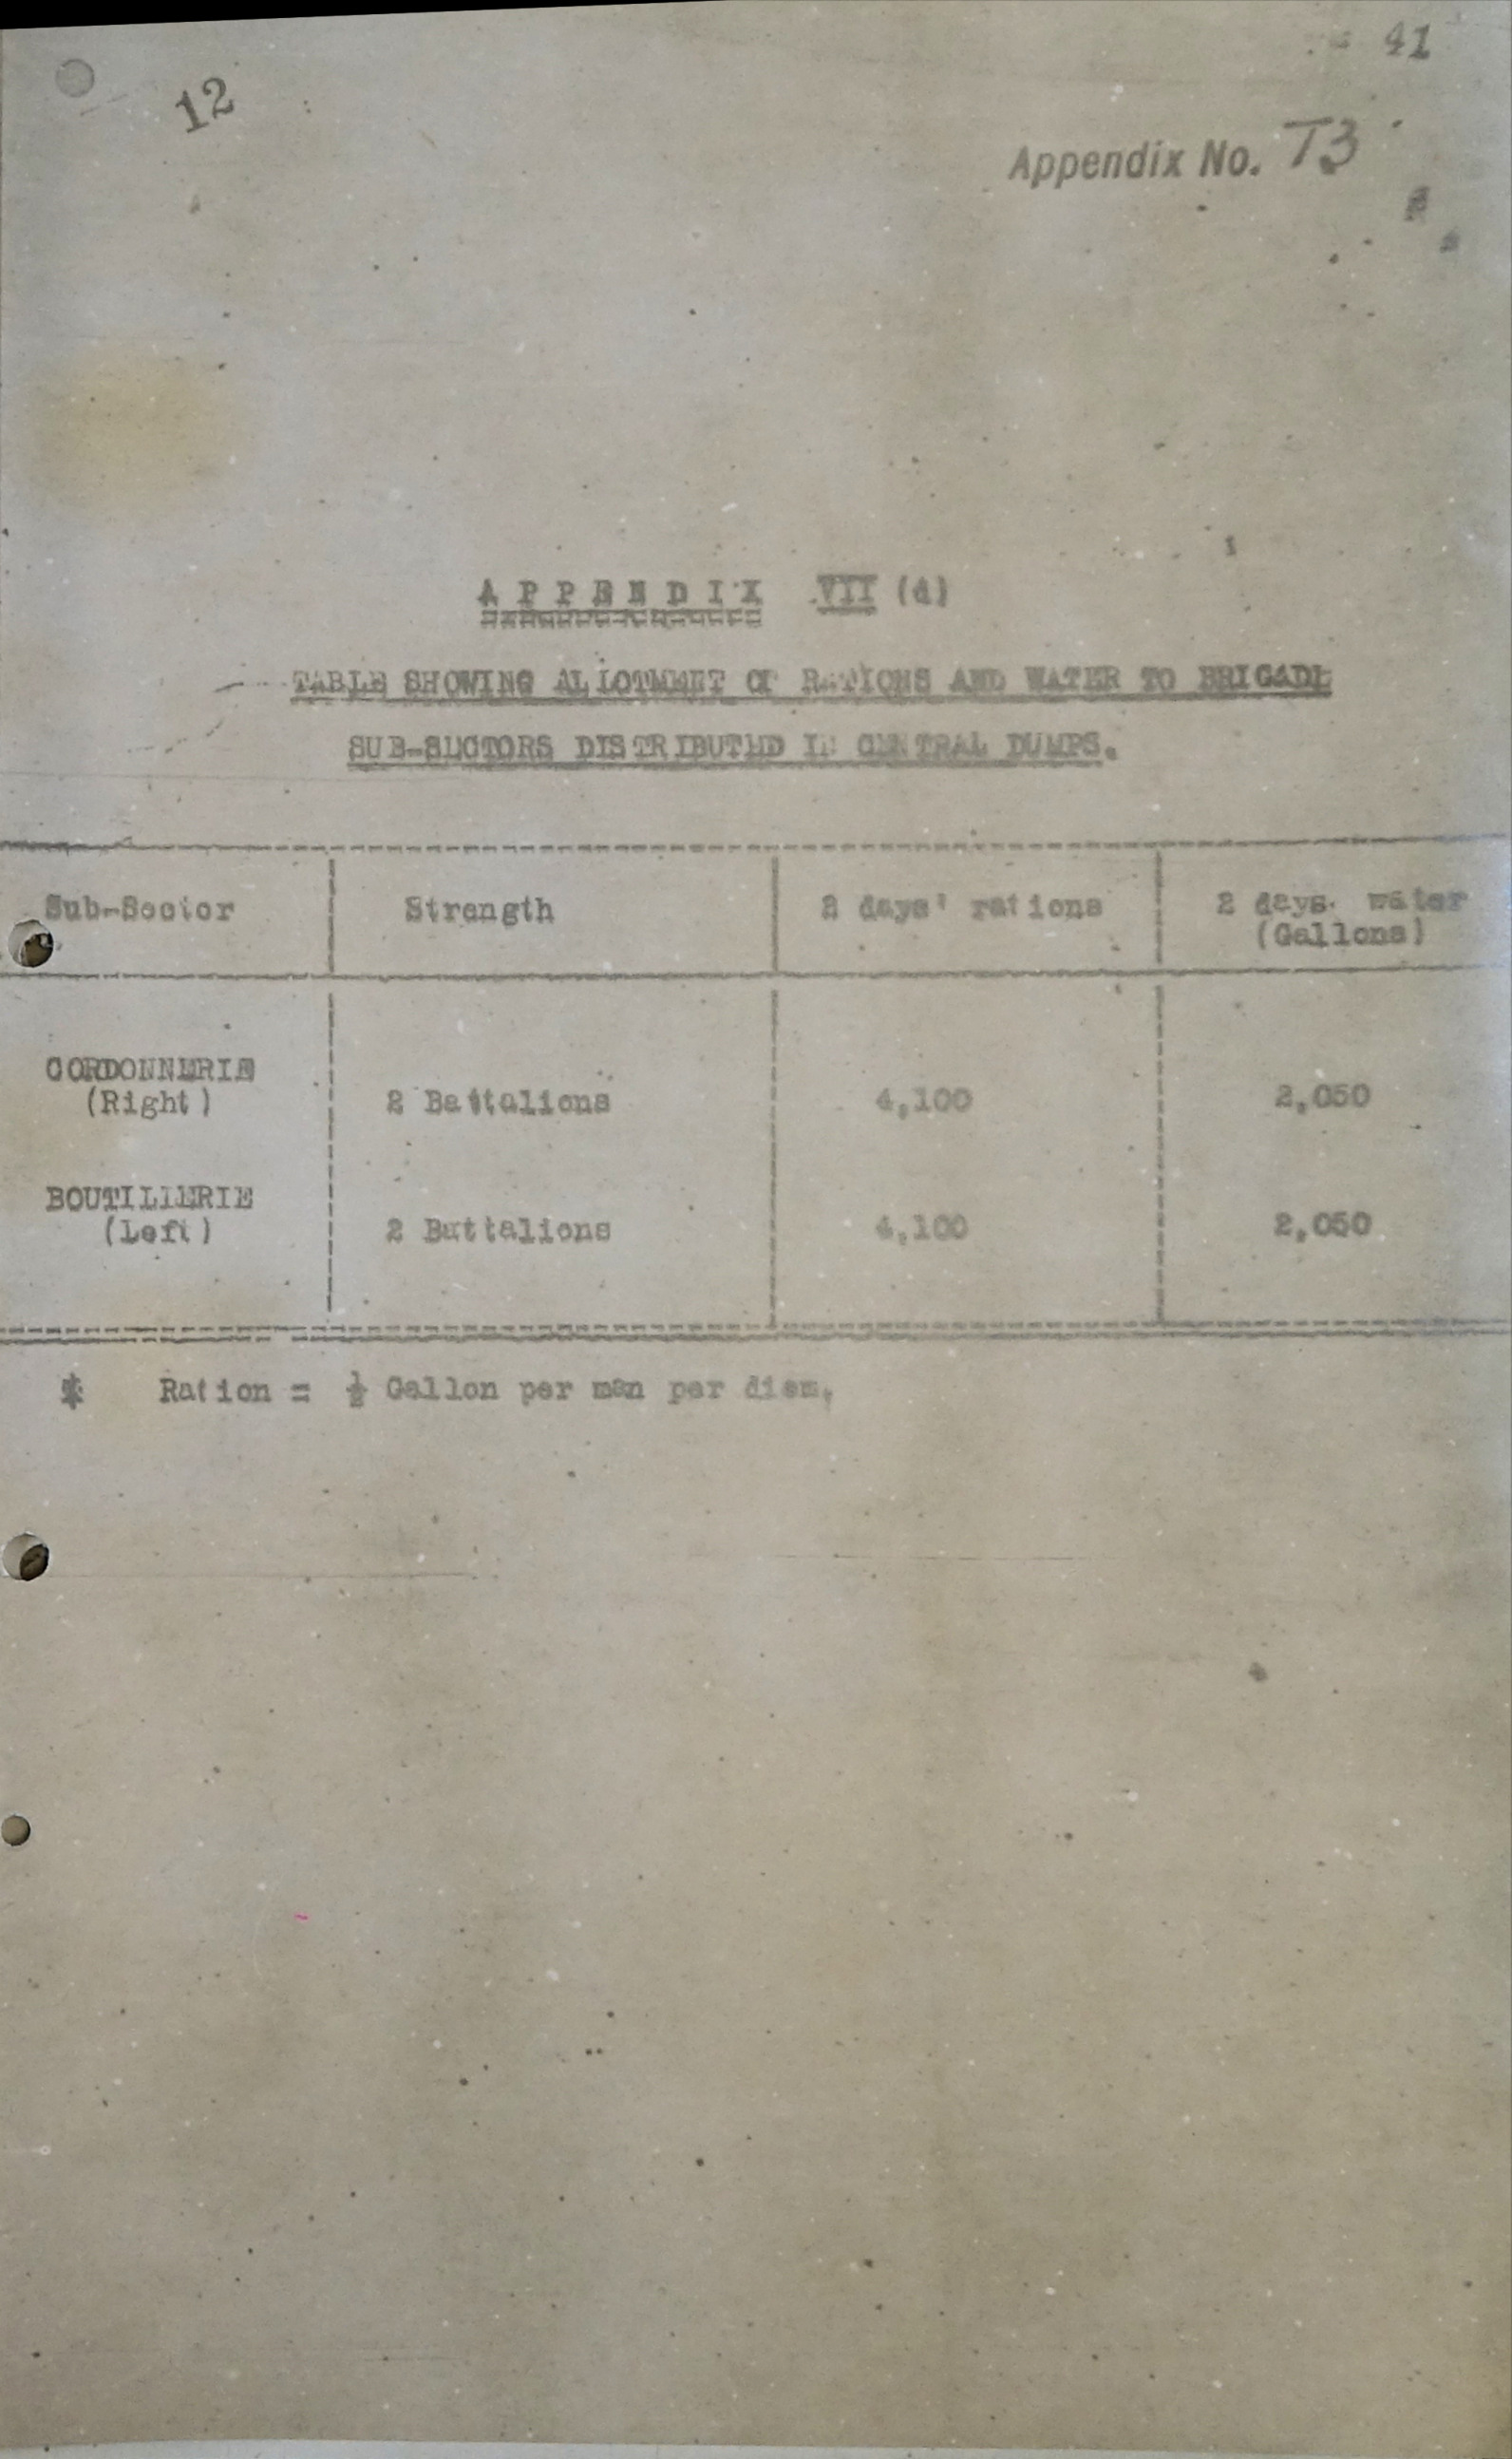 41
12
Appendix No. T3
APPENDIX VII (d)
TABLE SHOWING ALLOTMENT OF RATIONS AND WATER TO BRIGADE
SUB-SECTORS DISTRIBUTED IN CENTRAL DUMPS.
Sub-Sector Strength 2 days' rations 2 days. water
(Gallons)
CORDONNERIE
(Right) 2 Battalions 4,100 2,050
BOUTILLERIE
(Left) 2 Battalions 4,100 2,050
* Ration = ½ Gallon per man per diem.